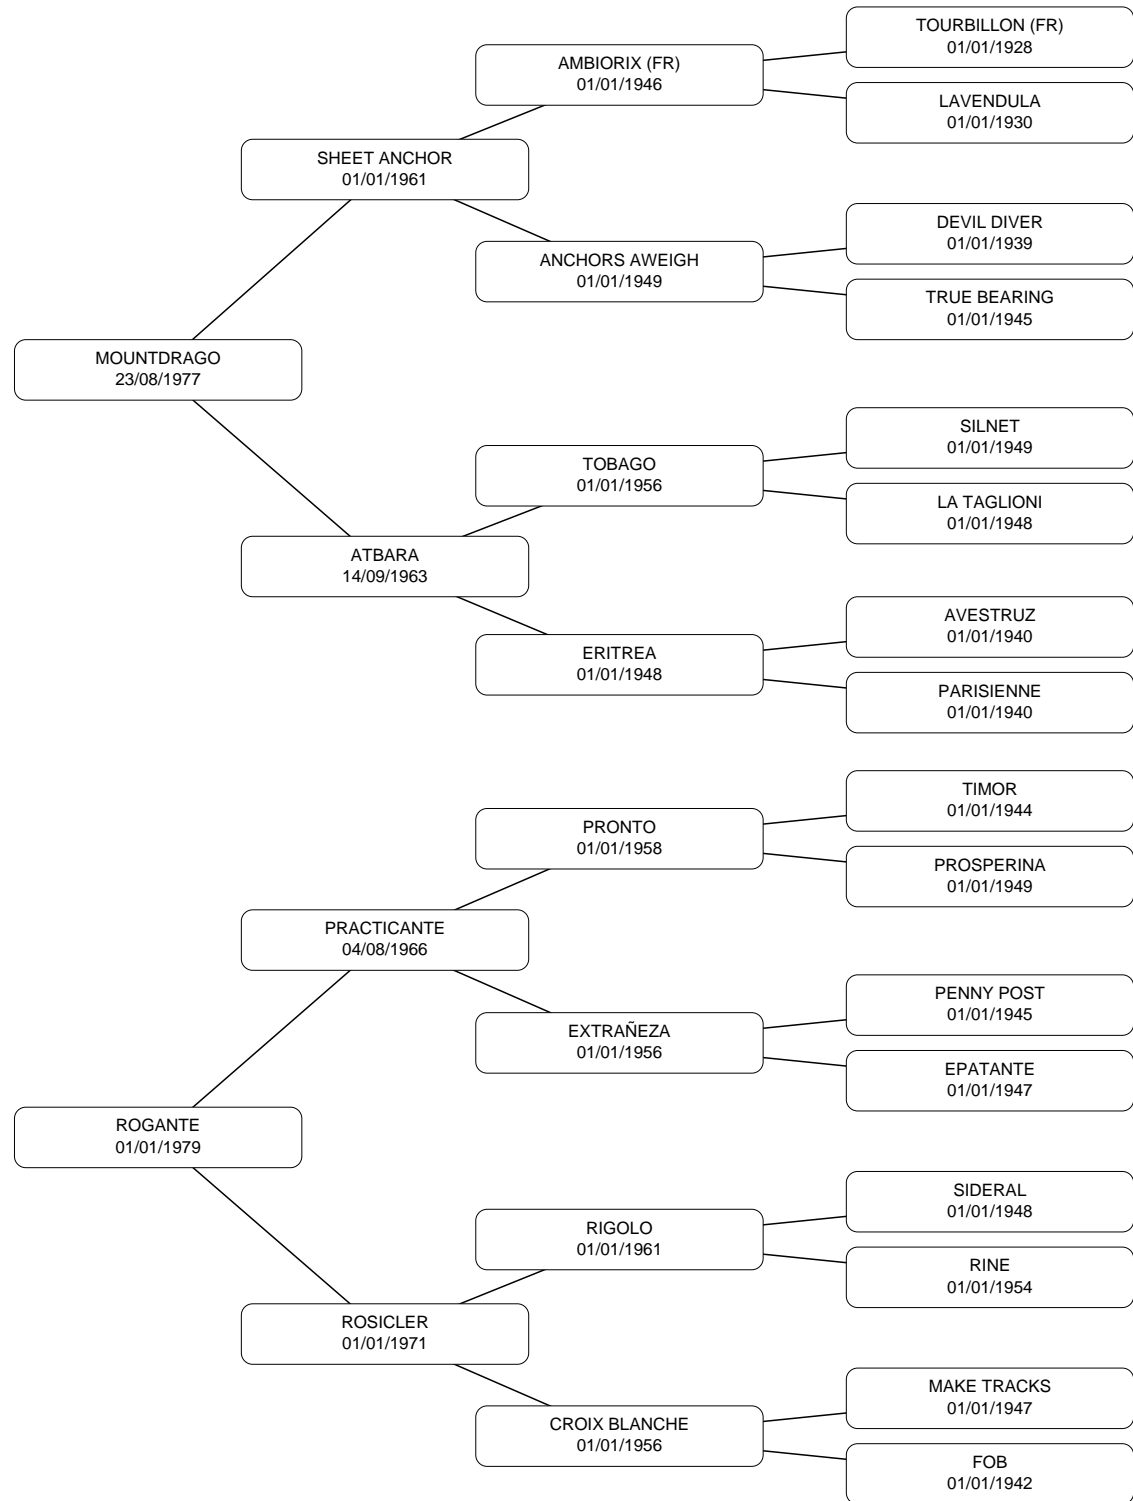 TOURBILLON (FR)
01/01/1928
AMBIORIX (FR)
01/01/1946
LAVENDULA
01/01/1930
SHEET ANCHOR
01/01/1961
DEVIL DIVER
01/01/1939
ANCHORS AWEIGH
01/01/1949
TRUE BEARING
01/01/1945
MOUNTDRAGO
23/08/1977
SILNET
01/01/1949
TOBAGO
01/01/1956
LA TAGLIONI
01/01/1948
ATBARA
14/09/1963
AVESTRUZ
01/01/1940
ERITREA
01/01/1948
PARISIENNE
01/01/1940
TIMOR
01/01/1944
PRONTO
01/01/1958
PROSPERINA
01/01/1949
PRACTICANTE
04/08/1966
PENNY POST
01/01/1945
EXTRAÑEZA
01/01/1956
EPATANTE
01/01/1947
ROGANTE
01/01/1979
SIDERAL
01/01/1948
RIGOLO
01/01/1961
RINE
01/01/1954
ROSICLER
01/01/1971
MAKE TRACKS
01/01/1947
CROIX BLANCHE
01/01/1956
FOB
01/01/1942